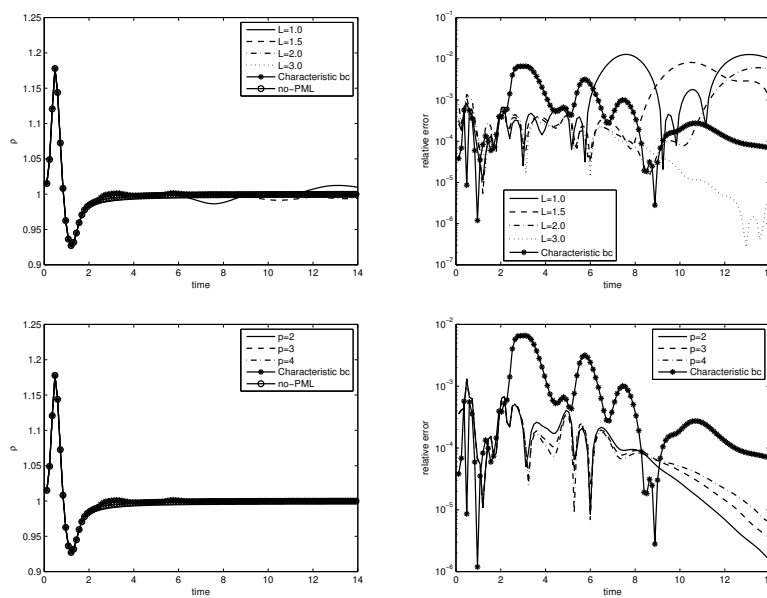 1.25
1.2
1.15
1.1
1.05
1
0.95
0.9
0 2 4 6 8 10 12 14
time
ρ
L=1.0
L=1.5
L=2.0
L=3.0
Characteristic bc
no−PML
10−1
10−2
10−3
10−4
10−5
10−6
10−7
0 2 4 6 8 10 12 14
time
relative error
L=1.0
L=1.5
L=2.0
L=3.0
Characteristic bc
1.25
1.2
1.15
1.1
1.05
1
0.95
0.9
0 2 4 6 8 10 12 14
time
ρ
p=2
p=3
p=4
Characteristic bc
no−PML
10−2
10−3
10−4
10−5
10−6
0 2 4 6 8 10 12 14
time
relative error
p=2
p=3
p=4
Characteristic bc